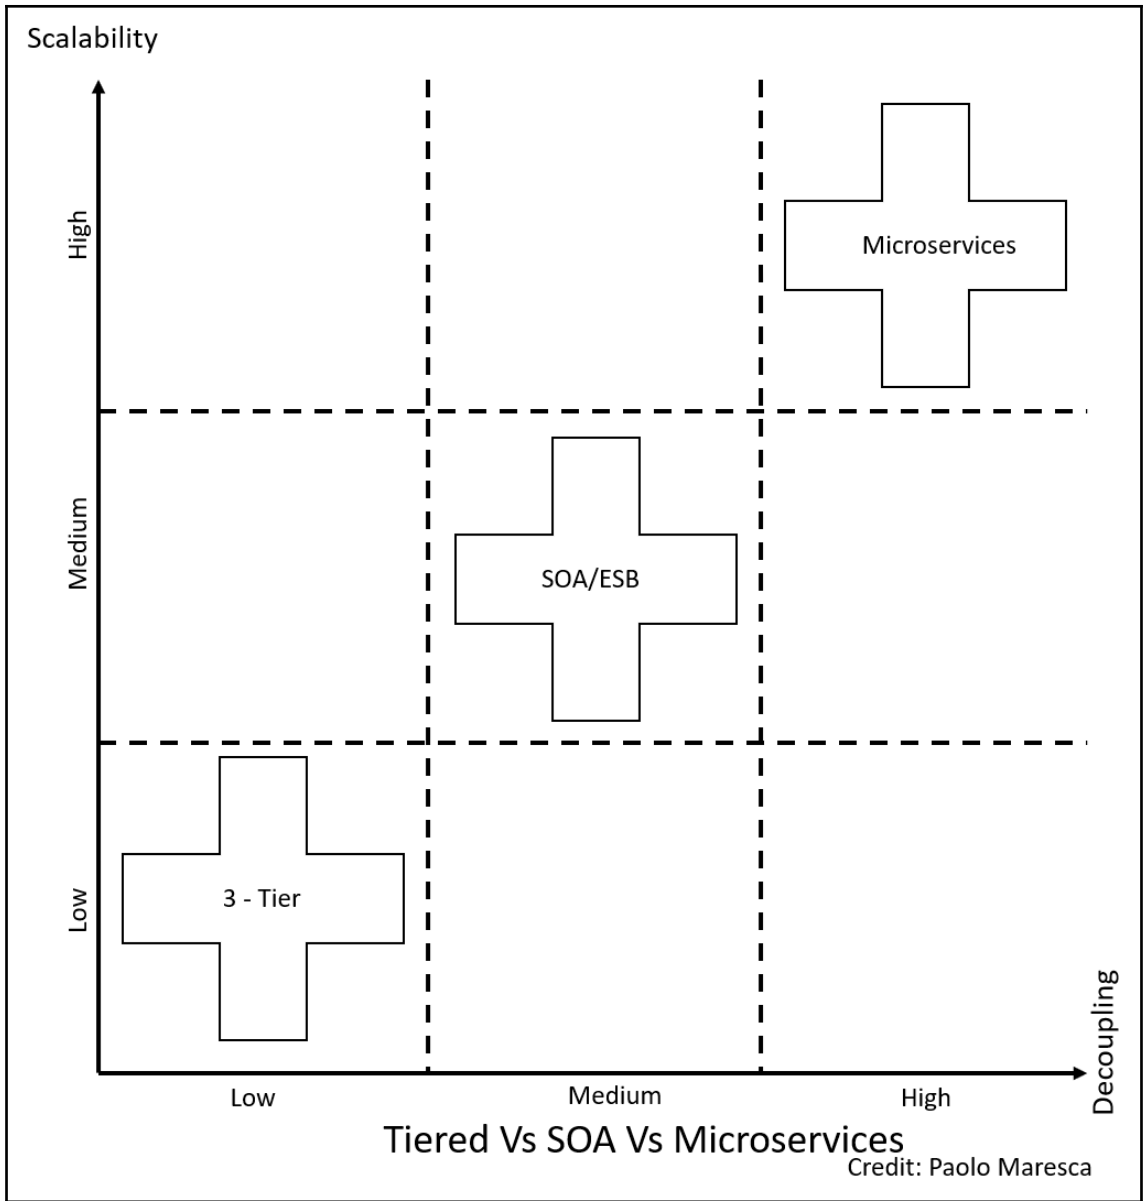 Scalability
High
Microservices
Medium
SOA/ESB
Low
3 - Tier
Decoupling
Low
Medium
High
Tiered Vs SOA Vs Microservices
Credit: Paolo Maresca